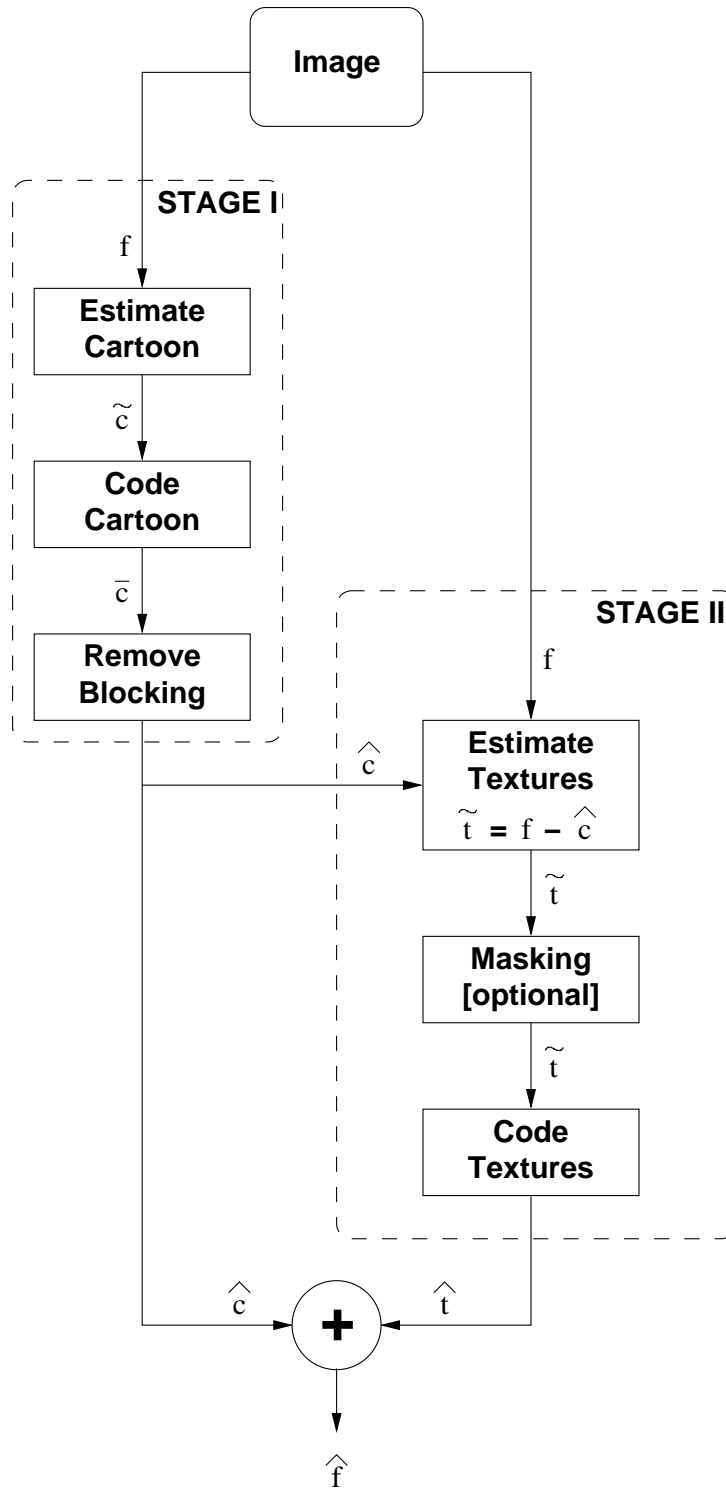 Image
STAGE I
f
Estimate
Cartoon
c̃
Code
Cartoon
c̄
Remove
Blocking
STAGE II
f
ĉ
Estimate
Textures
t̃ = f − ĉ
t̃
Masking
[optional]
t̃
Code
Textures
ĉ
+
t̂
f̂